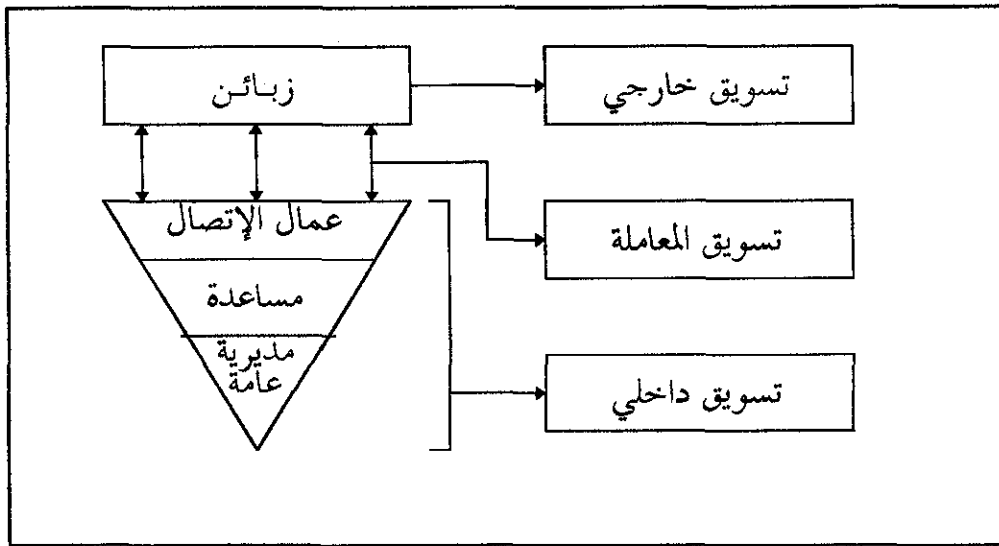 زبائن
تسويق خارجي
عمال الإتصال
تسويق المعاملة
مساعدة
مديرية
عامة
تسويق داخلي